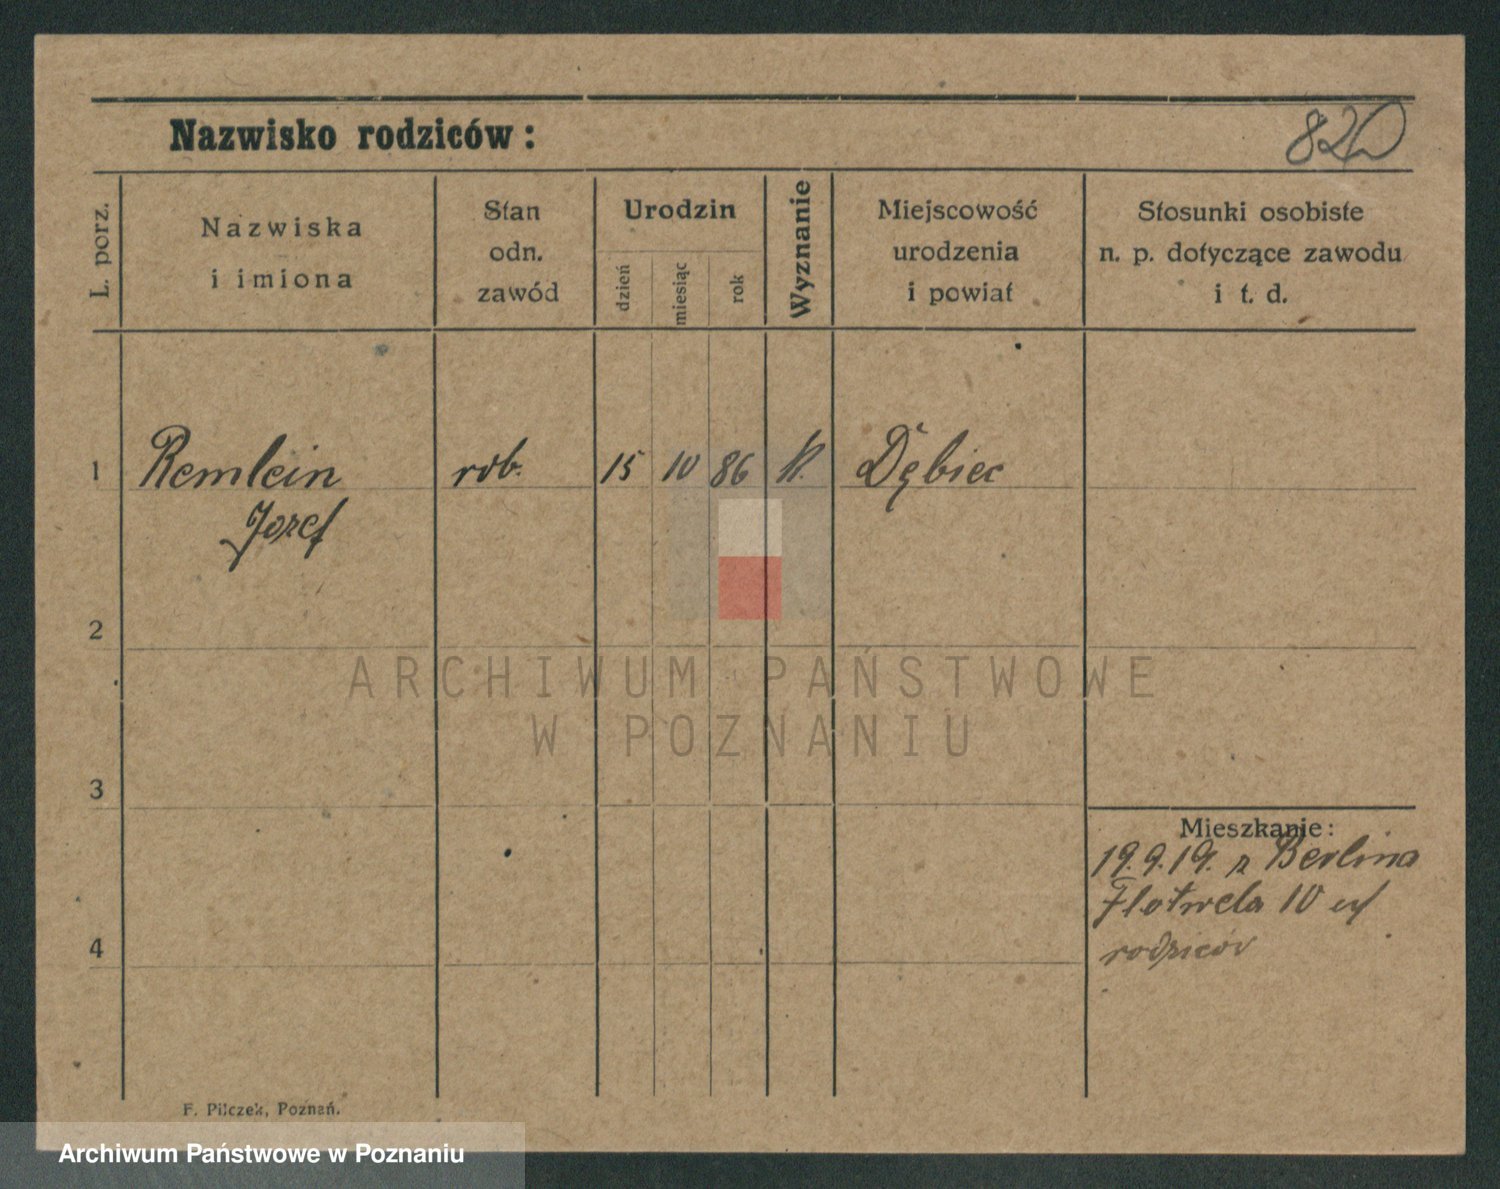 Nazwisko rodziców:
820
L. porz.
Nazwiska
i imiona
Stan
odn.
zawód
Urodzin
dzień
miesiąc
rok
Wyznanie
Miejscowość
urodzenia
i powiat
Stosunki osobiste
n. p. dotyczące zawodu
i t. d.
1 Remlein rob. 15 10 86 k. Dębiec
Jozef
2
ARCHIWUM PAŃSTWOWE
W POZNANIU
3
Mieszkanie:
19.9.19. z Berlina
Flotwela 10
4
rodziców
F. Pilczek, Poznań.
Archiwum Państwowe w Poznaniu